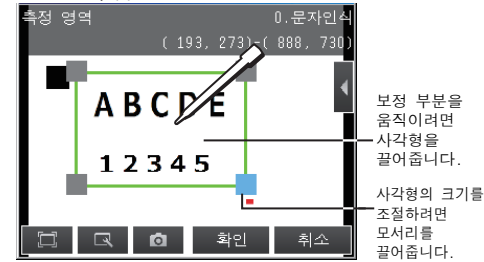 측정 영역 0.문자인식
( 193, 273)-( 888, 730)
ABCDE
12345
확인 취소
보정 부분을
움직이려면
사각형을
끌어줍니다.
사각형의 크기를
조절하려면
모서리를
끌어줍니다.